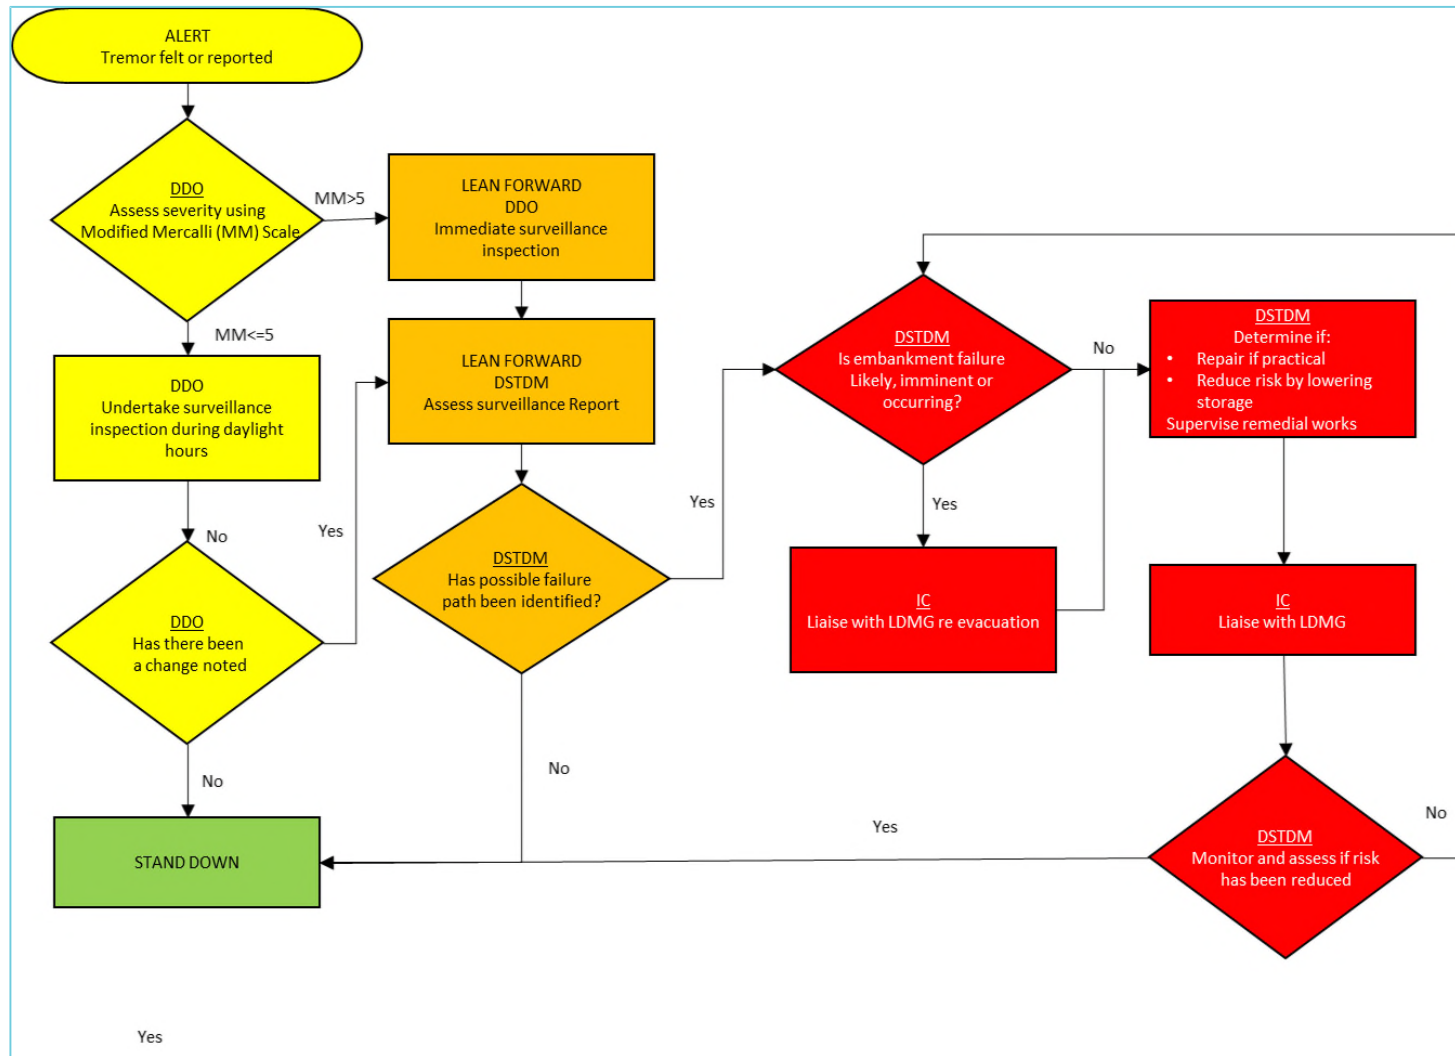 ALERT
Tremor felt or reported
DDO
Assess severity using
Modified Mercalli (MM) Scale
MM>5
MM<=5
DDO
Undertake surveillance
inspection during daylight
hours
No
DDO
Has there been
a change noted
Yes
No
STAND DOWN
LEAN FORWARD
DDO
Immediate surveillance
inspection
LEAN FORWARD
DSTDM
Assess surveillance Report
DSTDM
Has possible failure
path been identified?
Yes
No
DSTDM
Is embankment failure
Likely, imminent or
occurring?
No
Yes
IC
Liaise with LDMG re evacuation
DSTDM
Determine if:
• Repair if practical
• Reduce risk by lowering
storage
Supervise remedial works
IC
Liaise with LDMG
DSTDM
Monitor and assess if risk
has been reduced
Yes
No
Yes